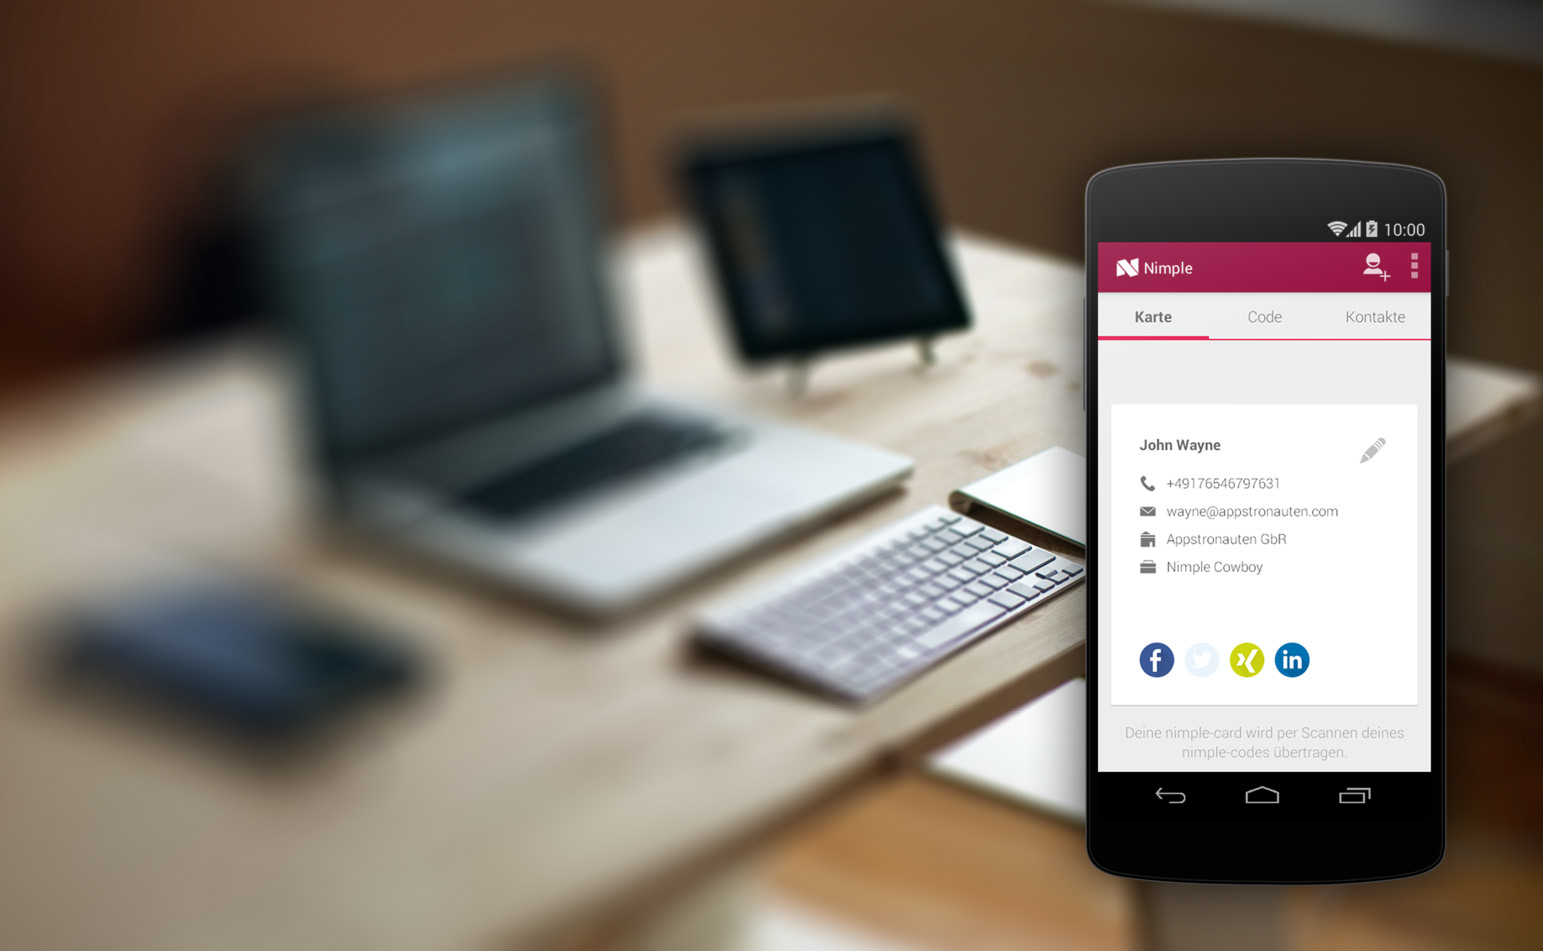 10:00
Nimple
Karte Code Kontakte
John Wayne
+49176546797631
wayne@appstronauten.com
Appstronauten GbR
Nimple Cowboy
Deine nimple-card wird per Scannen deines
nimple-codes übertragen.